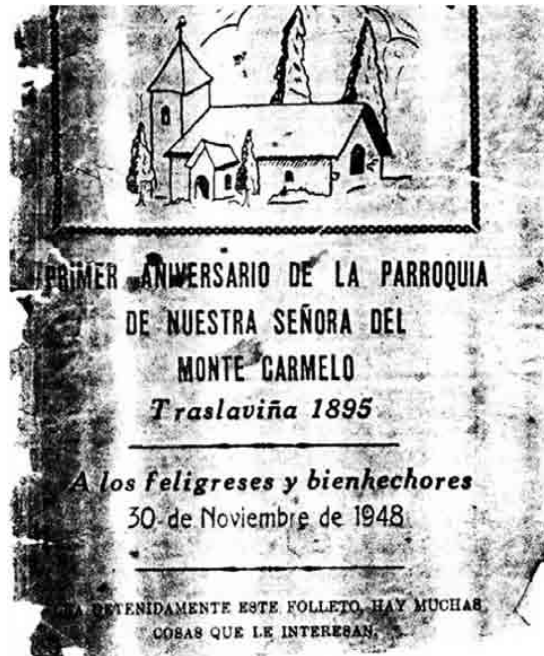 PRIMER ANIVERSARIO DE LA PARROQUIA
DE NUESTRA SEÑORA DEL
MONTE CARMELO
Traslaviña 1895
A los feligreses y bienhechores
30 de Noviembre de 1948
DETENIDAMENTE ESTE FOLLETO, HAY MUCHAS
COSAS QUE LE INTERESAN.